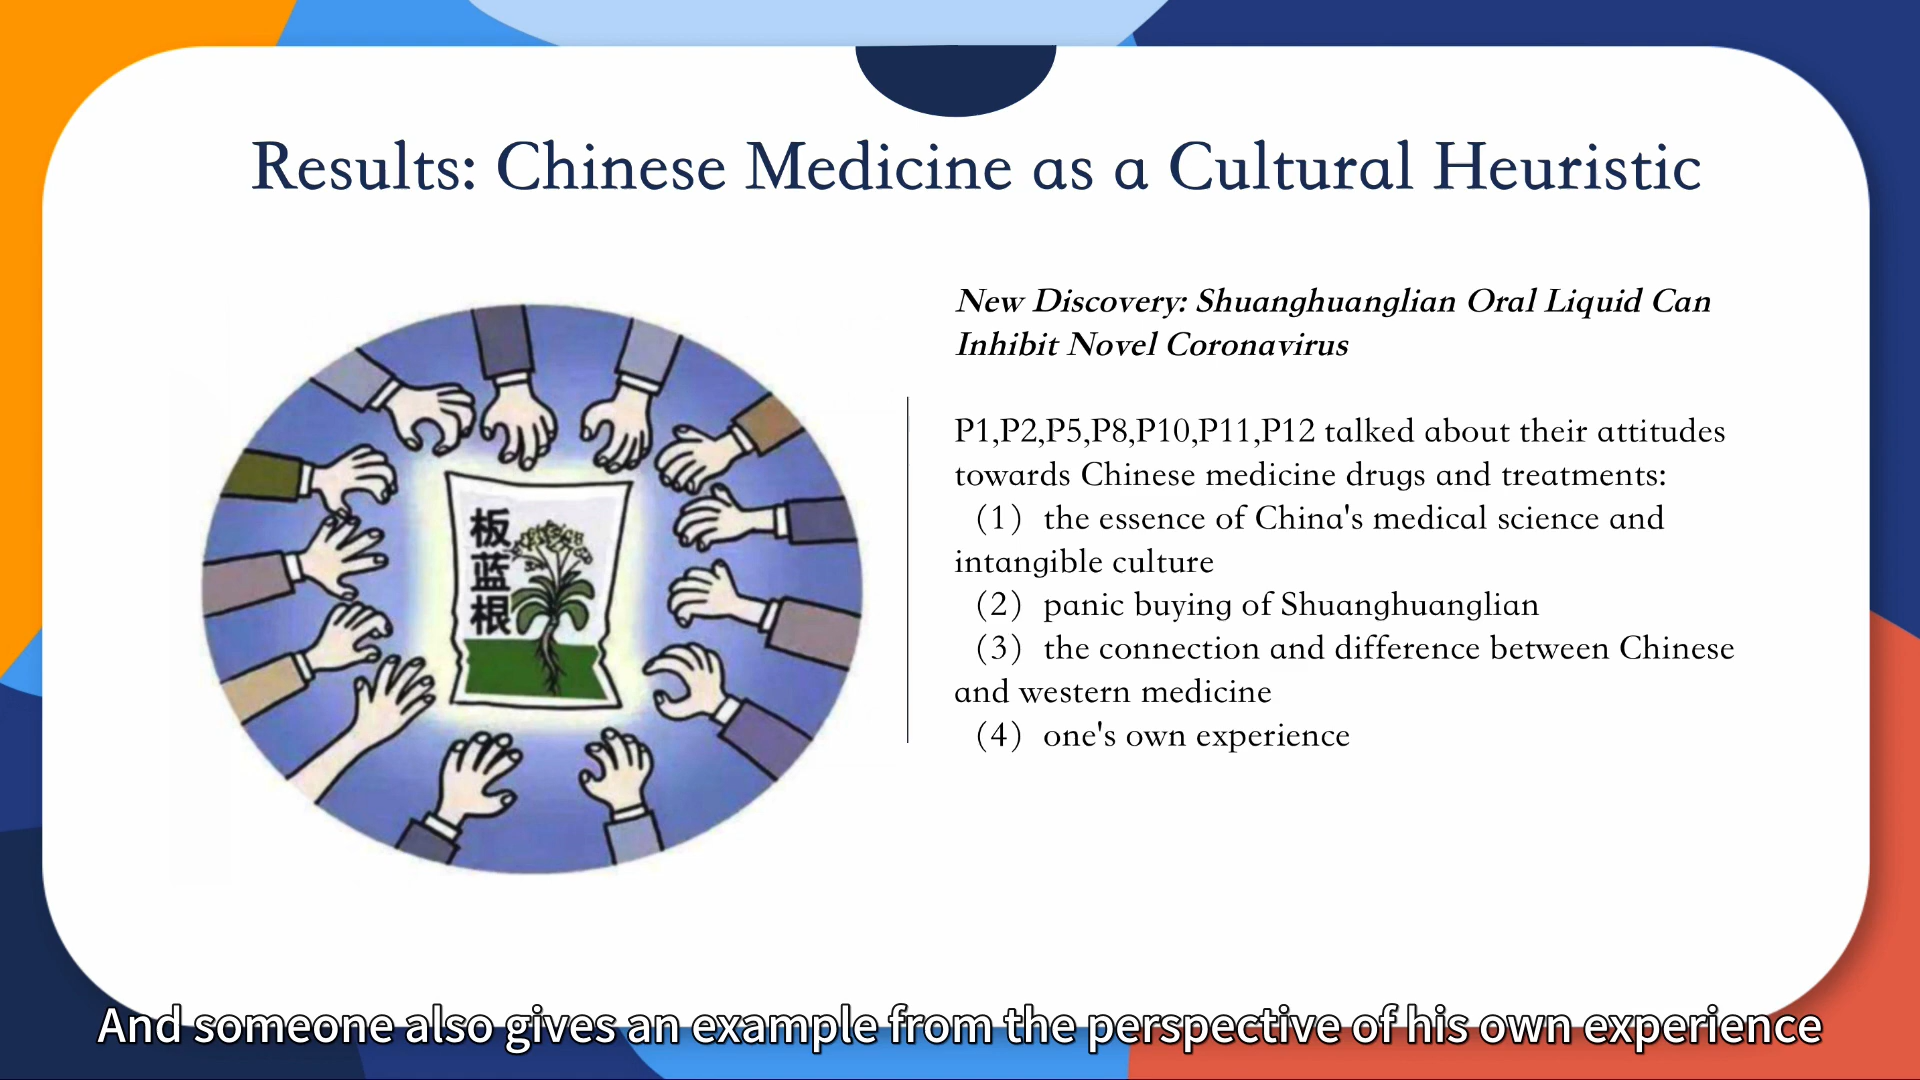 Results: Chinese Medicine as a Cultural Heuristic
板蓝根
New Discovery: Shuanghuanglian Oral Liquid Can
Inhibit Novel Coronavirus
P1,P2,P5,P8,P10,P11,P12 talked about their attitudes
towards Chinese medicine drugs and treatments:
（1）the essence of China's medical science and
intangible culture
（2）panic buying of Shuanghuanglian
（3）the connection and difference between Chinese
and western medicine
（4）one's own experience
And someone also gives an example from the perspective of his own experience